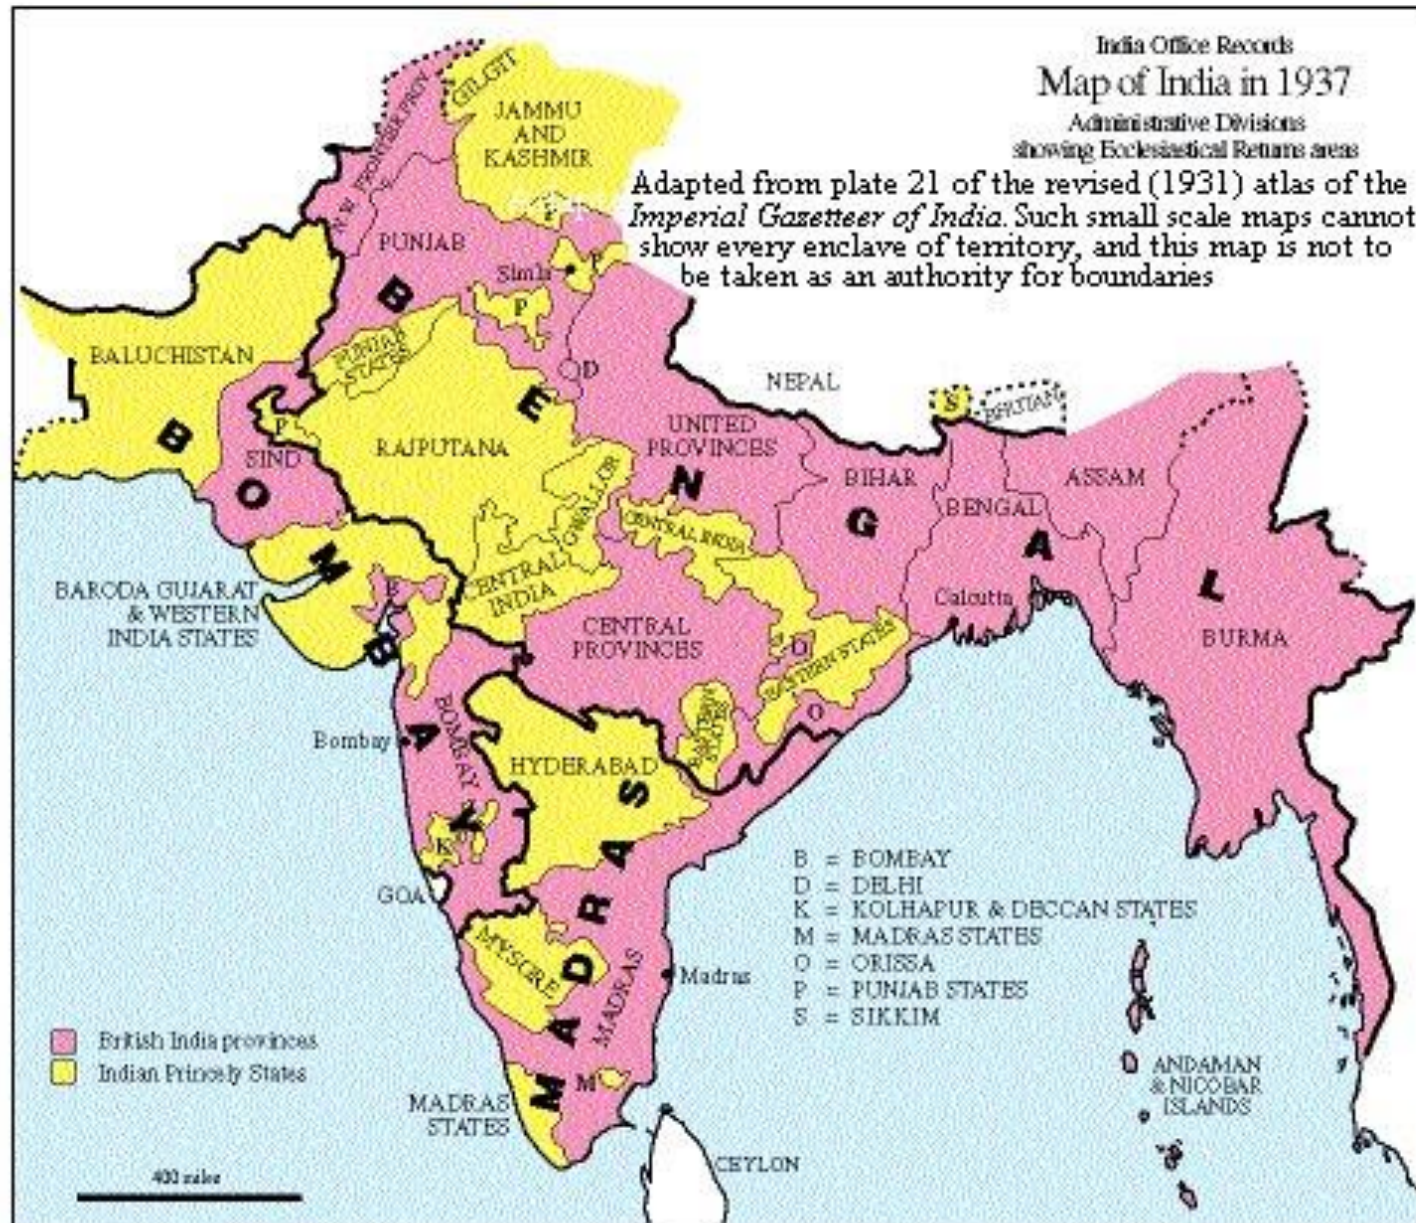 India Office Records
Map of India in 1937
Administrative Divisions
showing Ecclesiastical Returns areas
Adapted from plate 21 of the revised (1931) atlas of the
Imperial Gazetteer of India. Such small scale maps cannot
show every enclave of territory, and this map is not to
be taken as an authority for boundaries
GILGIT
JAMMU
AND
KASHMIR
N.W. FRONTIER PROV
P
PUNJAB
Simla
P
P
PUNJAB
STATES
BALUCHISTAN
D
NEPAL
S
BHUTAN
P
SIND
RAJPUTANA
UNITED
PROVINCES
BIHAR
BENGAL
ASSAM
GWALIOR
CENTRAL INDIA
CENTRAL
INDIA
BARODA GUJARAT
& WESTERN
INDIA STATES
B
Calcutta
BURMA
CENTRAL
PROVINCES
O
EASTERN STATES
EASTERN
STATES
O
BOMBAY
Bombay
HYDERABAD
K
GOA
MYSORE
MADRAS
Madras
M
MADRAS
STATES
CEYLON
ANDAMAN
& NICOBAR
ISLANDS
BOMBAY
BENGAL
MADRAS
B = BOMBAY
D = DELHI
K = KOLHAPUR & DECCAN STATES
M = MADRAS STATES
O = ORISSA
P = PUNJAB STATES
S = SIKKIM
British India provinces
Indian Princely States
400 miles